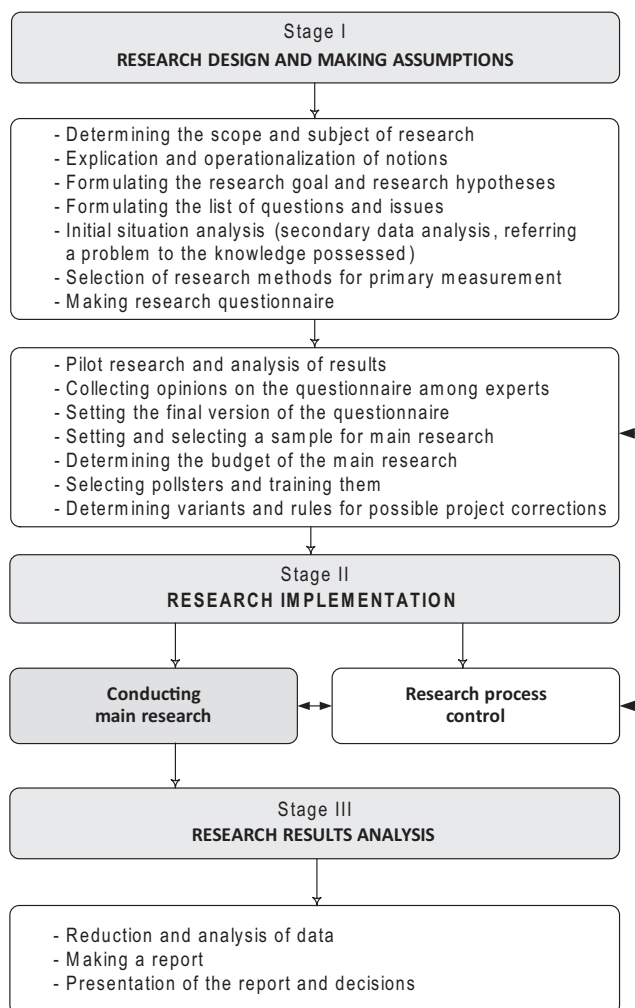 Stage I
RESEARCH DESIGN AND MAKING ASSUMPTIONS
- Determining the scope and subject of research
- Explication and operationalization of notions
- Formulating the research goal and research hypotheses
- Formulating the list of questions and issues
- Initial situation analysis (secondary data analysis, referring
a problem to the knowledge possessed)
- Selection of research methods for primary measurement
- Making research questionnaire
- Pilot research and analysis of results
- Collecting opinions on the questionnaire among experts
- Setting the final version of the questionnaire
- Setting and selecting a sample for main research
- Determining the budget of the main research
- Selecting pollsters and training them
- Determining variants and rules for possible project corrections
Stage II
RESEARCH IMPLEMENTATION
Conducting
main research
Research process
control
Stage III
RESEARCH RESULTS ANALYSIS
- Reduction and analysis of data
- Making a report
- Presentation of the report and decisions